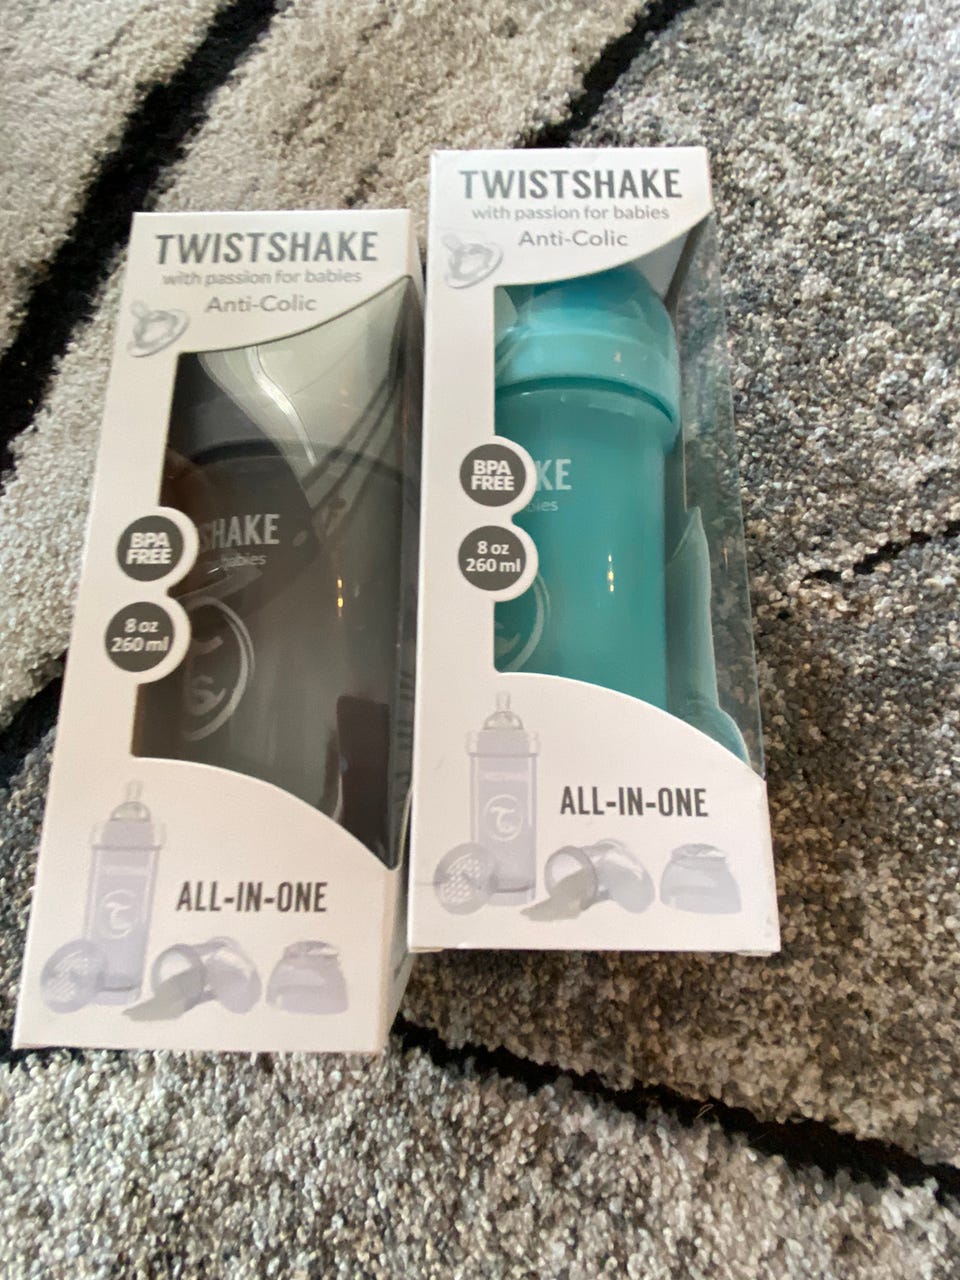 TWISTSHAKE
with passion for babies
Anti-Colic
SHAKE
babies
BPA
FREE
8 oz
260 ml
ALL-IN-ONE
TWISTSHAKE
with passion for babies
Anti-Colic
KE
BPA
FREE
8 oz
260 ml
ALL-IN-ONE